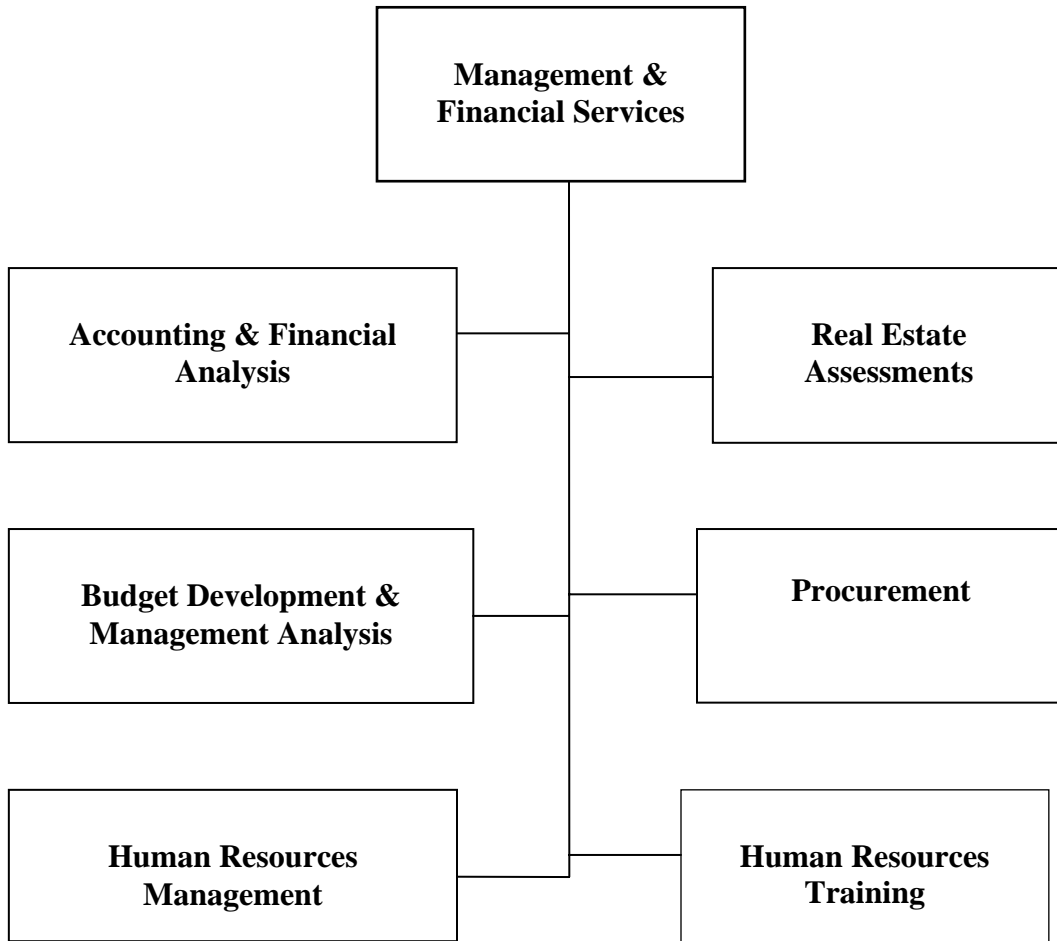 Management &
Financial Services
Accounting & Financial
Analysis
Real Estate
Assessments
Budget Development &
Management Analysis
Procurement
Human Resources
Management
Human Resources
Training